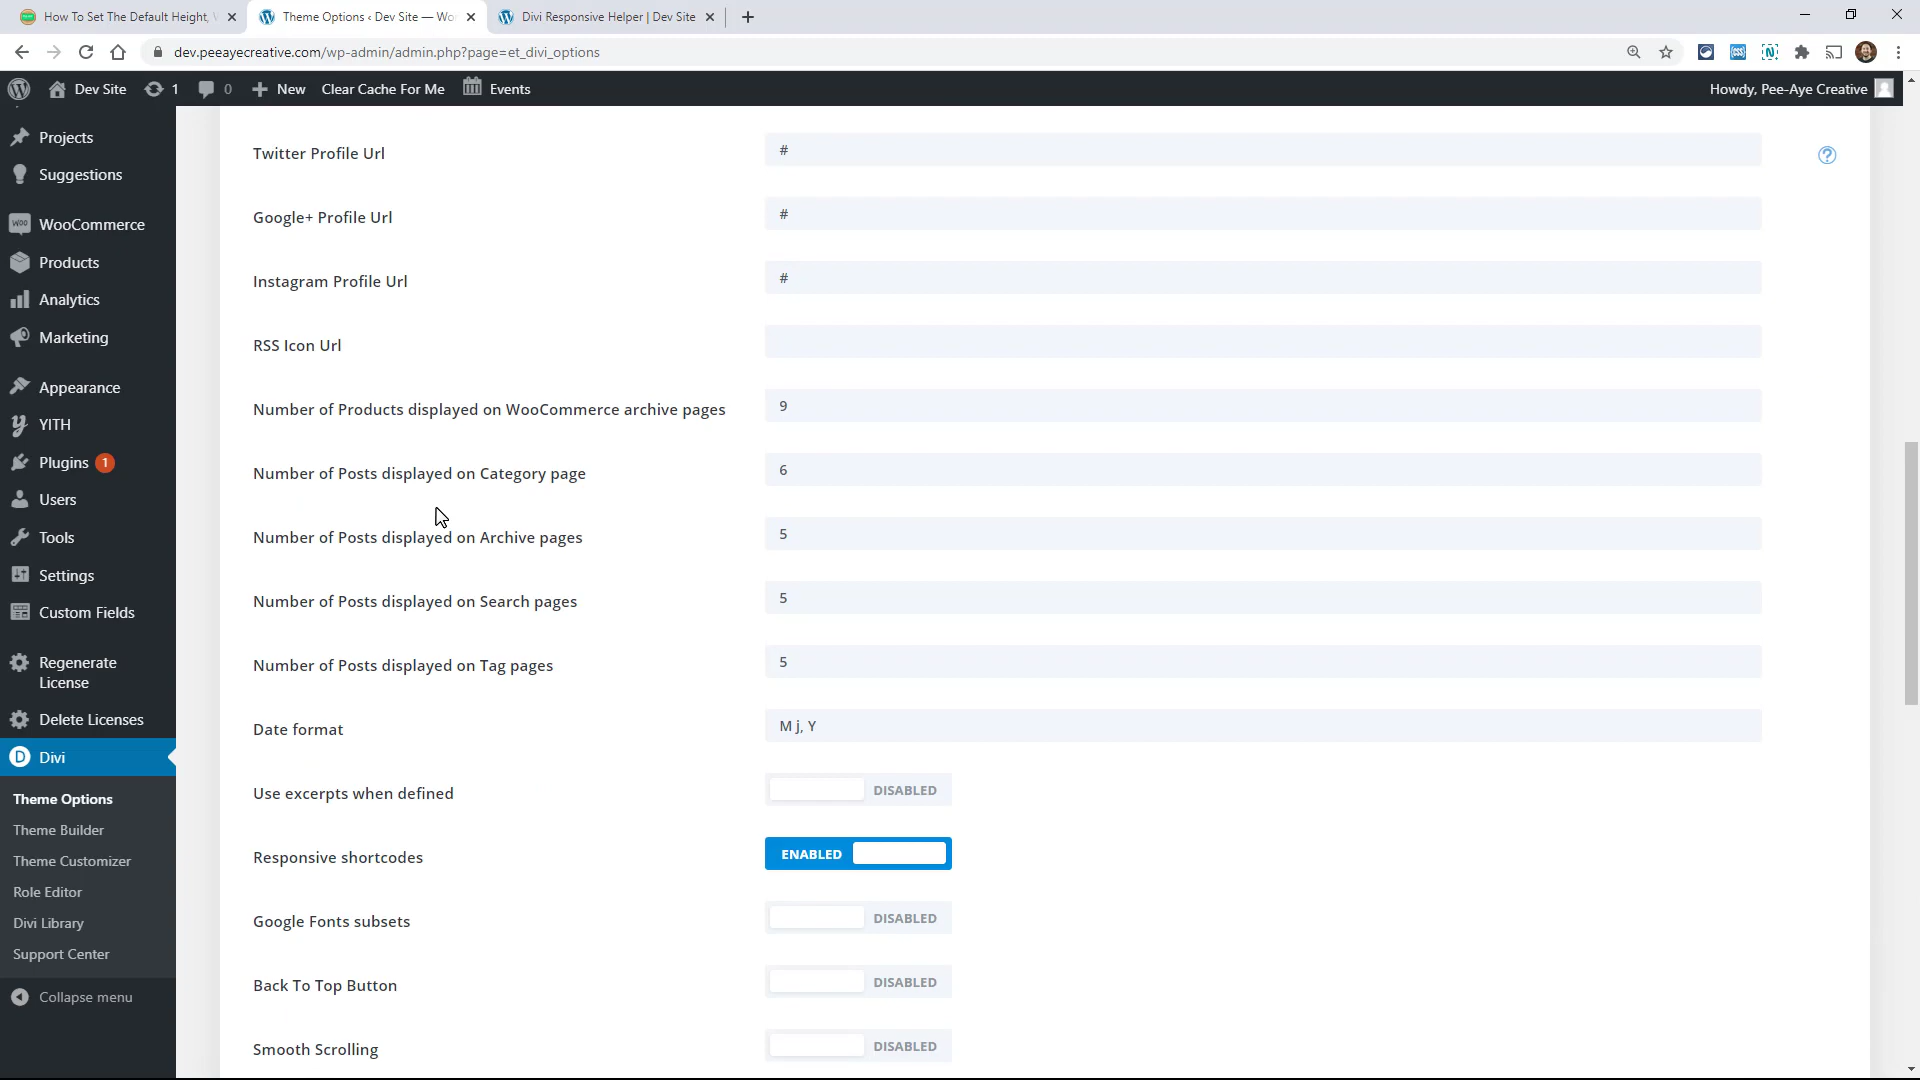 How To Set The Default Height,
Theme Options ‹ Dev Site — Wor
Divi Responsive Helper | Dev Site
dev.peeayecreative.com/wp-admin/admin.php?page=et_divi_options
Dev Site
1
0
New
Clear Cache For Me
Events
Howdy, Pee-Aye Creative
Projects
Suggestions
WooCommerce
Products
Analytics
Marketing
Appearance
YITH
Plugins 1
Users
Tools
Settings
Custom Fields
Regenerate
License
Delete Licenses
Divi
Theme Options
Theme Builder
Theme Customizer
Role Editor
Divi Library
Support Center
Collapse menu
Twitter Profile Url
#
Google+ Profile Url
#
Instagram Profile Url
#
RSS Icon Url
Number of Products displayed on WooCommerce archive pages
9
Number of Posts displayed on Category page
6
Number of Posts displayed on Archive pages
5
Number of Posts displayed on Search pages
5
Number of Posts displayed on Tag pages
5
Date format
M j, Y
Use excerpts when defined
DISABLED
Responsive shortcodes
ENABLED
Google Fonts subsets
DISABLED
Back To Top Button
DISABLED
Smooth Scrolling
DISABLED